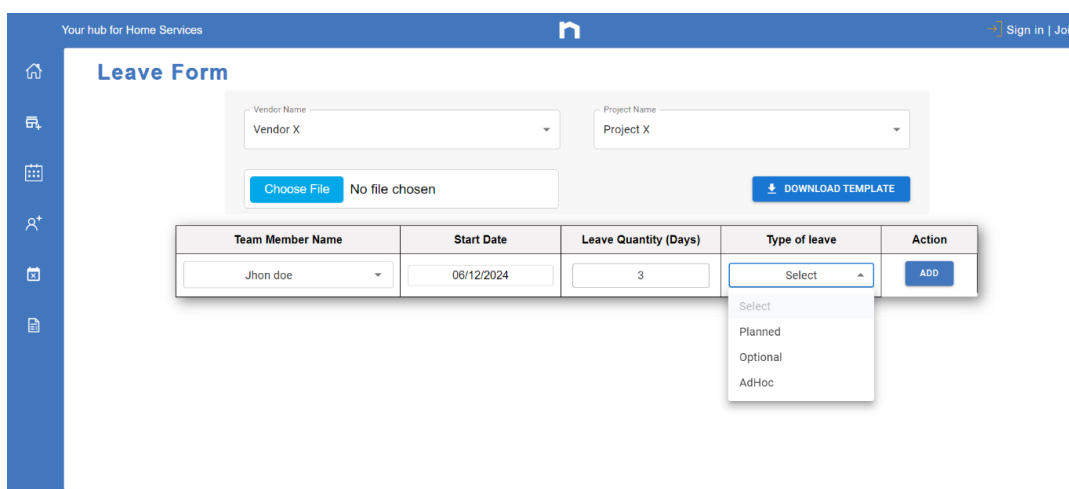 Your hub for Home Services
n
Sign in | Joi
Leave Form
Vendor Name
Vendor X
Project Name
Project X
Choose File No file chosen
DOWNLOAD TEMPLATE
Team Member Name Start Date Leave Quantity (Days) Type of leave Action
Jhon doe 06/12/2024 3 Select ADD
Select
Planned
Optional
AdHoc